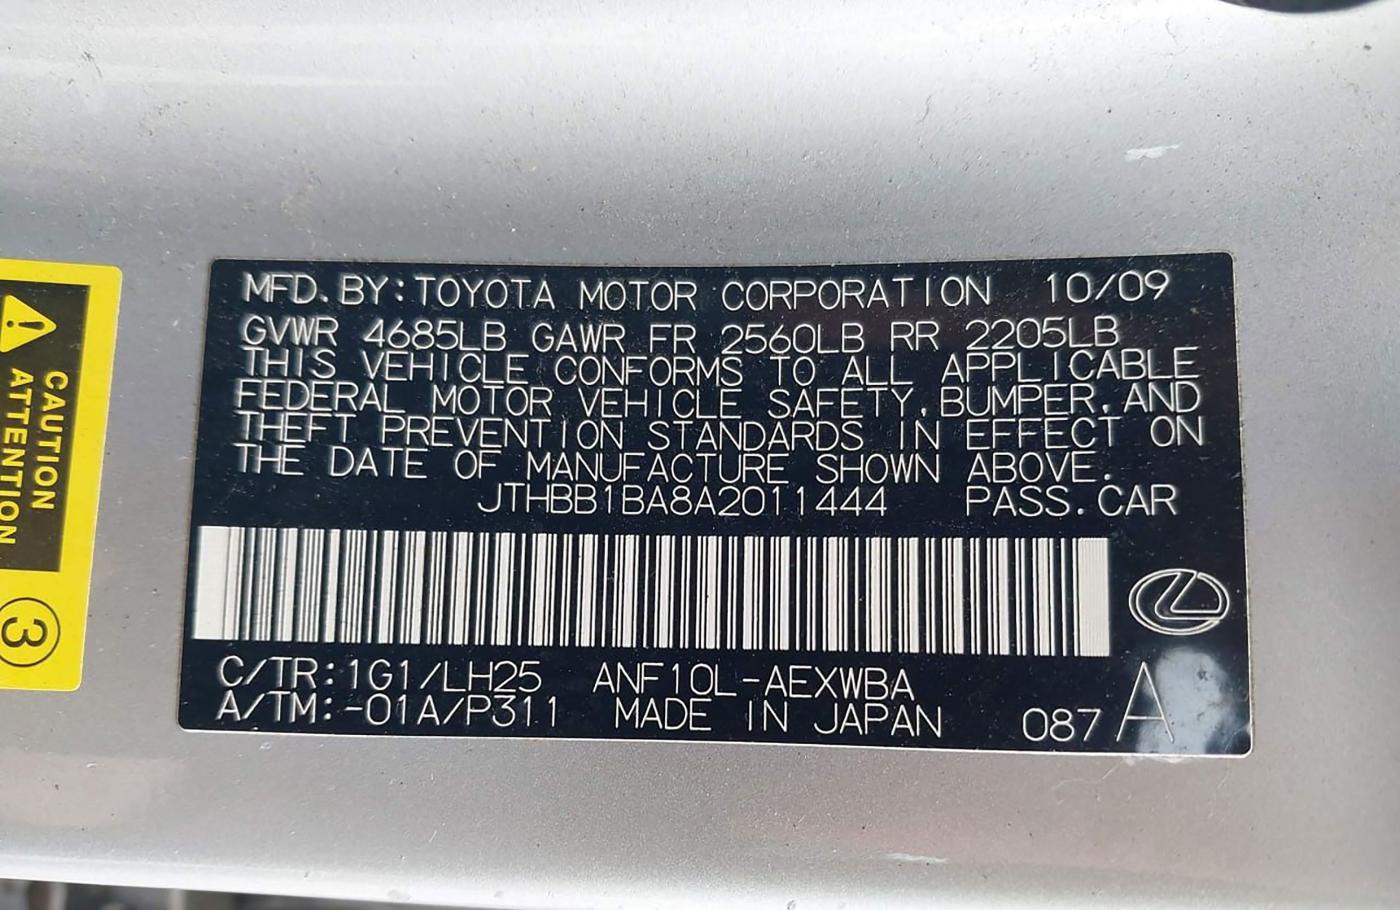 CAUTION
ATTENTION
3
MFD. BY: TOYOTA MOTOR CORPORATION 10/09
GVWR 4685LB GAWR FR 2560LB RR 2205LB
THIS VEHICLE CONFORMS TO ALL APPLICABLE
FEDERAL MOTOR VEHICLE SAFETY, BUMPER, AND
THEFT PREVENTION STANDARDS IN EFFECT ON
THE DATE OF MANUFACTURE SHOWN ABOVE.
JTHBB1BA8A2011444 PASS. CAR
C/TR: 1G1/LH25 ANF10L-AEXWBA
A/TM: -01A/P311 MADE IN JAPAN 087 A